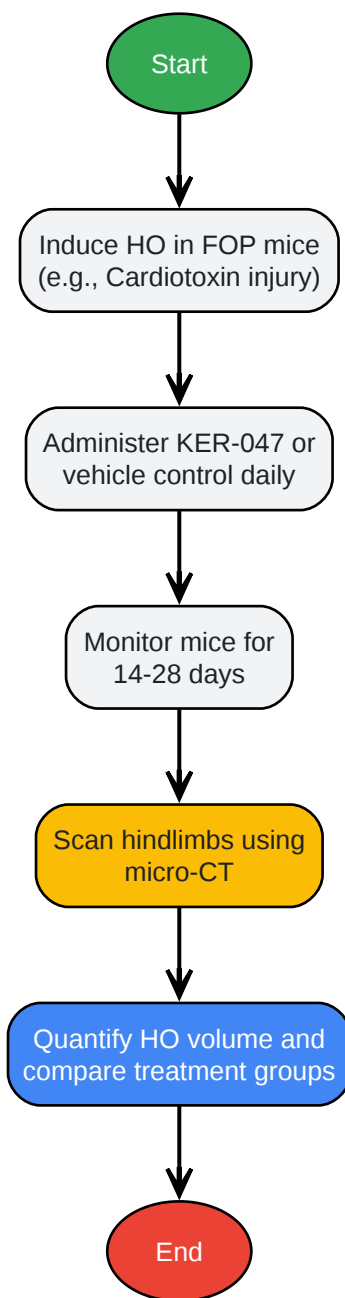 Start
Induce HO in FOP mice
(e.g., Cardiotoxin injury)
Administer KER-047 or
vehicle control daily
Monitor mice for
14-28 days
Scan hindlimbs using
micro-CT
Quantify HO volume and
compare treatment groups
End